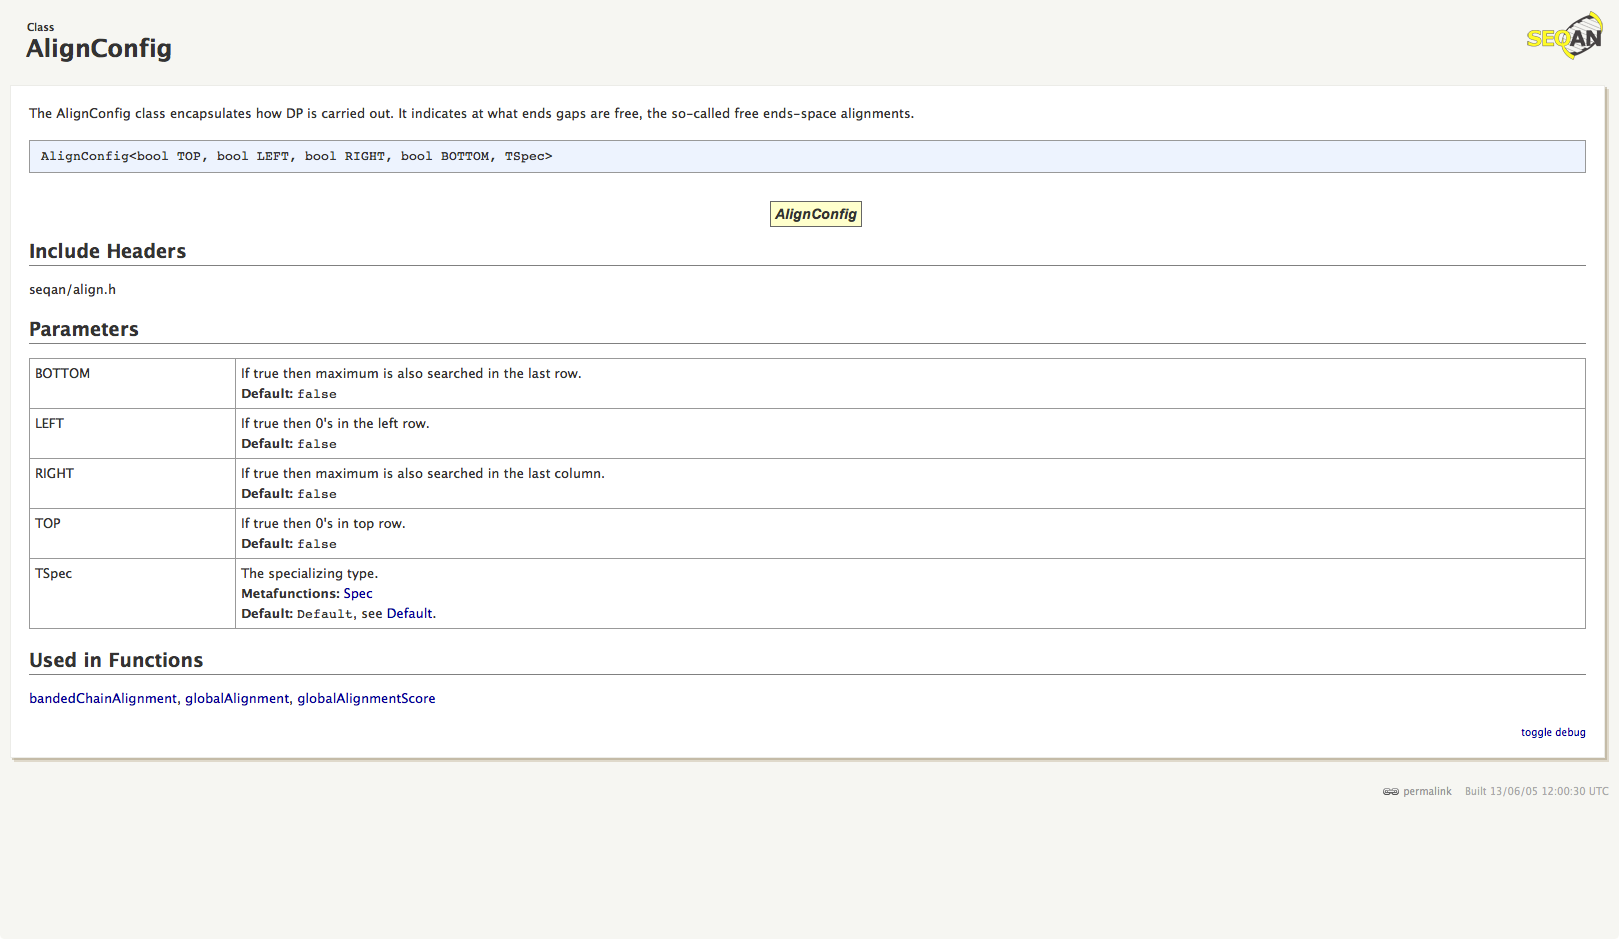 Class
AlignConfig
SEQAN
The AlignConfig class encapsulates how DP is carried out. It indicates at what ends gaps are free, the so-called free ends-space alignments.
AlignConfig<bool TOP, bool LEFT, bool RIGHT, bool BOTTOM, TSpec>
AlignConfig
Include Headers
seqan/align.h
Parameters
BOTTOM
If true then maximum is also searched in the last row.
Default: false
LEFT
If true then 0's in the left row.
Default: false
RIGHT
If true then maximum is also searched in the last column.
Default: false
TOP
If true then 0's in top row.
Default: false
TSpec
The specializing type.
Metafunctions: Spec
Default: Default, see Default.
Used in Functions
bandedChainAlignment, globalAlignment, globalAlignmentScore
toggle debug
permalink Built 13/06/05 12:00:30 UTC